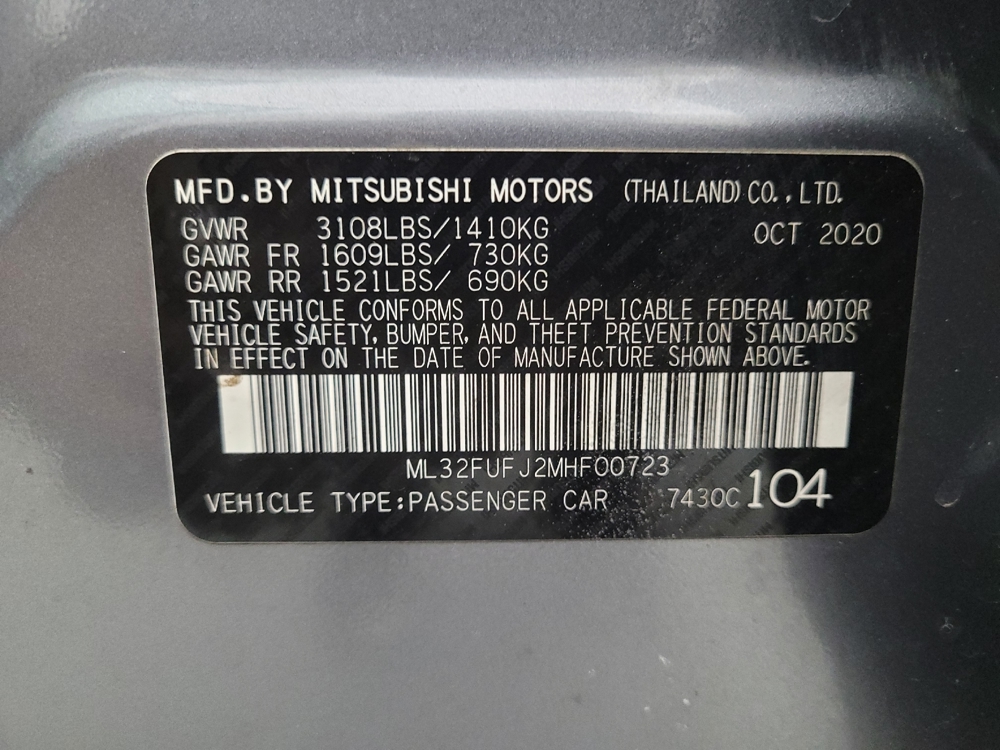 MFD.BY MITSUBISHI MOTORS (THAILAND) CO., LTD.
GVWR 3108LBS/1410KG OCT 2020
GAWR FR 1609LBS/ 730KG
GAWR RR 1521LBS/ 690KG
THIS VEHICLE CONFORMS TO ALL APPLICABLE FEDERAL MOTOR
VEHICLE SAFETY, BUMPER, AND THEFT PREVENTION STANDARDS
IN EFFECT ON THE DATE OF MANUFACTURE SHOWN ABOVE.
ML32FUFJ2MHF00723
VEHICLE TYPE:PASSENGER CAR 7430C 104